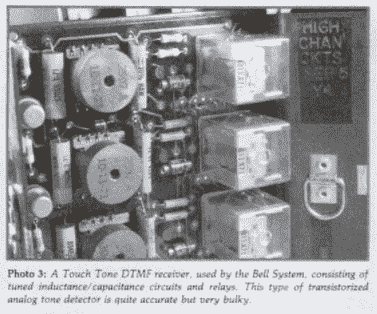 HIGH
CHAN
CKTS
Photo 3: A Touch Tone DTMF receiver, used by the Bell System, consisting of
tuned inductance/capacitance circuits and relays. This type of transistorized
analog tone detector is quite accurate but very bulky.